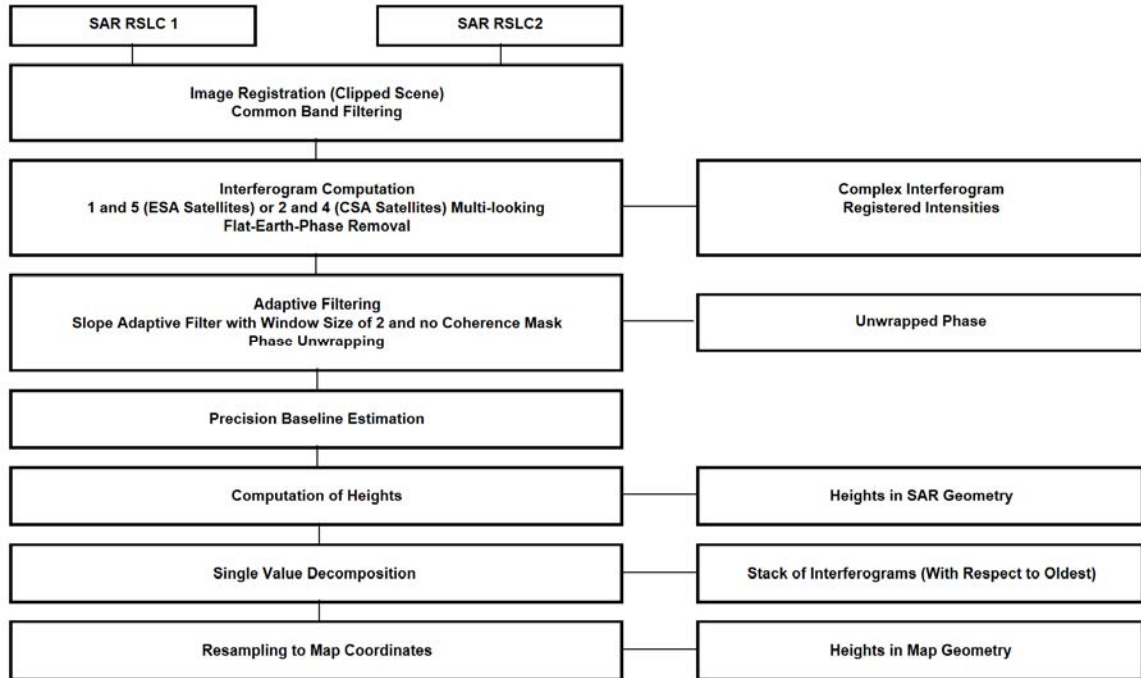 SAR RSLC 1
SAR RSLC2
Image Registration (Clipped Scene)
Common Band Filtering
Interferogram Computation
1 and 5 (ESA Satellites) or 2 and 4 (CSA Satellites) Multi-looking
Flat-Earth-Phase Removal
Complex Interferogram
Registered Intensities
Adaptive Filtering
Slope Adaptive Filter with Window Size of 2 and no Coherence Mask
Phase Unwrapping
Unwrapped Phase
Precision Baseline Estimation
Computation of Heights
Heights in SAR Geometry
Single Value Decomposition
Stack of Interferograms (With Respect to Oldest)
Resampling to Map Coordinates
Heights in Map Geometry